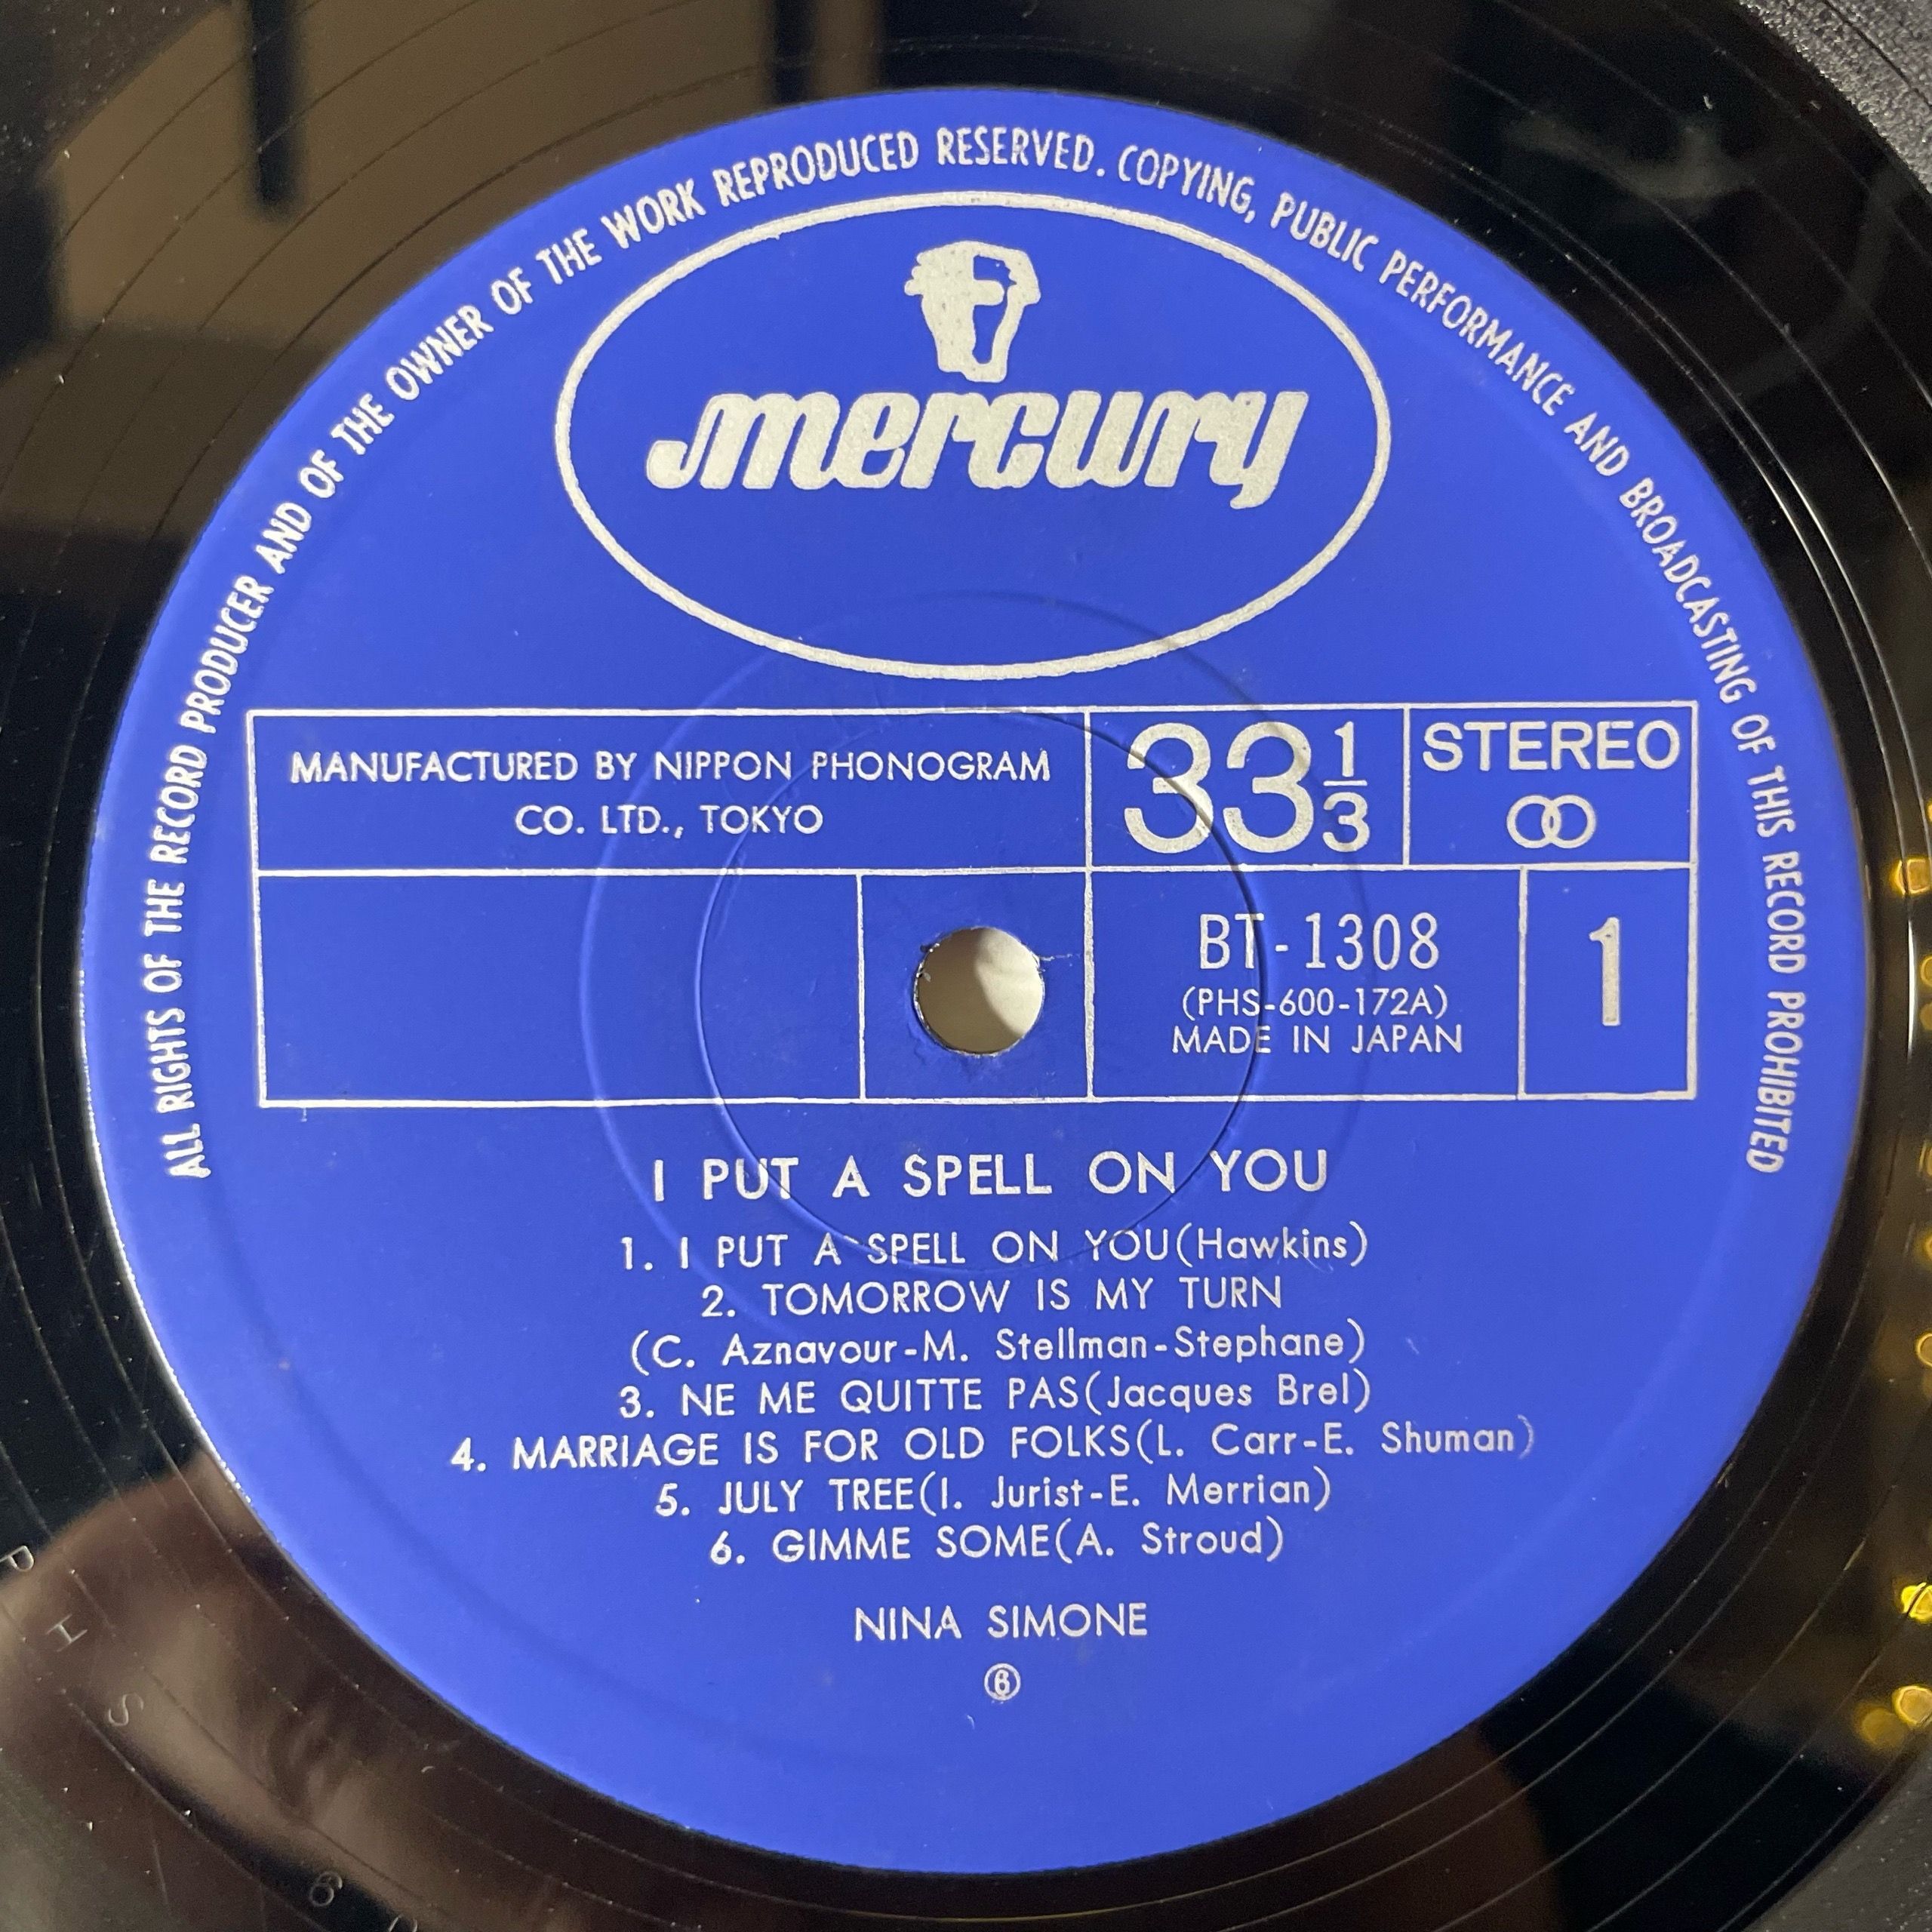 ALL RIGHTS OF THE RECORD PRODUCER AND OF THE OWNER OF THE WORK REPRODUCED RESERVED. COPYING, PUBLIC PERFORMANCE AND BROADCASTING OF THIS RECORD PROHIBITED
mercury
MANUFACTURED BY NIPPON PHONOGRAM
CO. LTD., TOKYO
33 1/3
STEREO
BT-1308
(PHS-600-172A)
MADE IN JAPAN
1
I PUT A SPELL ON YOU
1. I PUT A SPELL ON YOU(Hawkins)
2. TOMORROW IS MY TURN
(C. Aznavour-M. Stellman-Stephane)
3. NE ME QUITTE PAS(Jacques Brel)
4. MARRIAGE IS FOR OLD FOLKS(L. Carr-E. Shuman)
5. JULY TREE(I. Jurist-E. Merrian)
6. GIMME SOME(A. Stroud)
NINA SIMONE
P H S 6